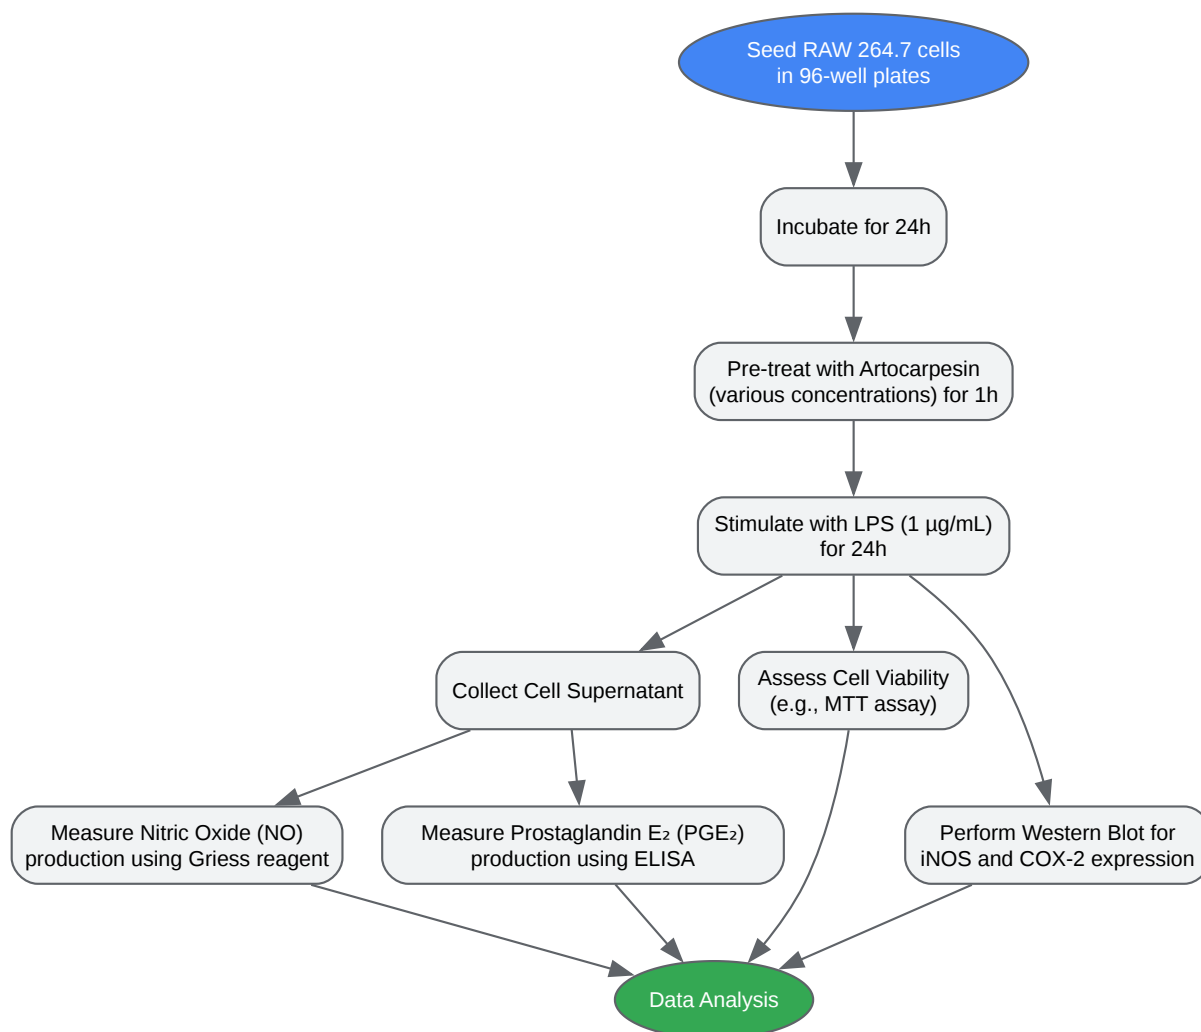 Seed RAW 264.7 cells
in 96-well plates
Incubate for 24h
Pre-treat with Artocarpesin
(various concentrations) for 1h
Stimulate with LPS (1 µg/mL)
for 24h
Collect Cell Supernatant
Assess Cell Viability
(e.g., MTT assay)
Measure Nitric Oxide (NO)
production using Griess reagent
Measure Prostaglandin E₂ (PGE₂)
production using ELISA
Perform Western Blot for
iNOS and COX-2 expression
Data Analysis